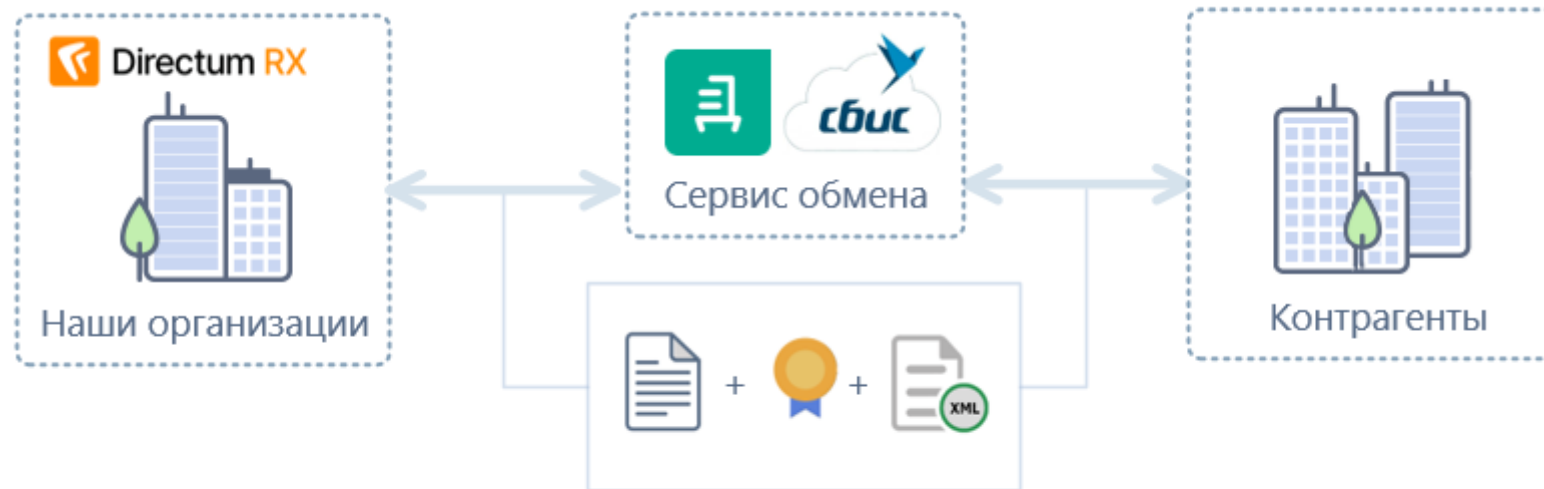 Directum RX
сбис
Сервис обмена
Наши организации
Контрагенты
+ +
XML